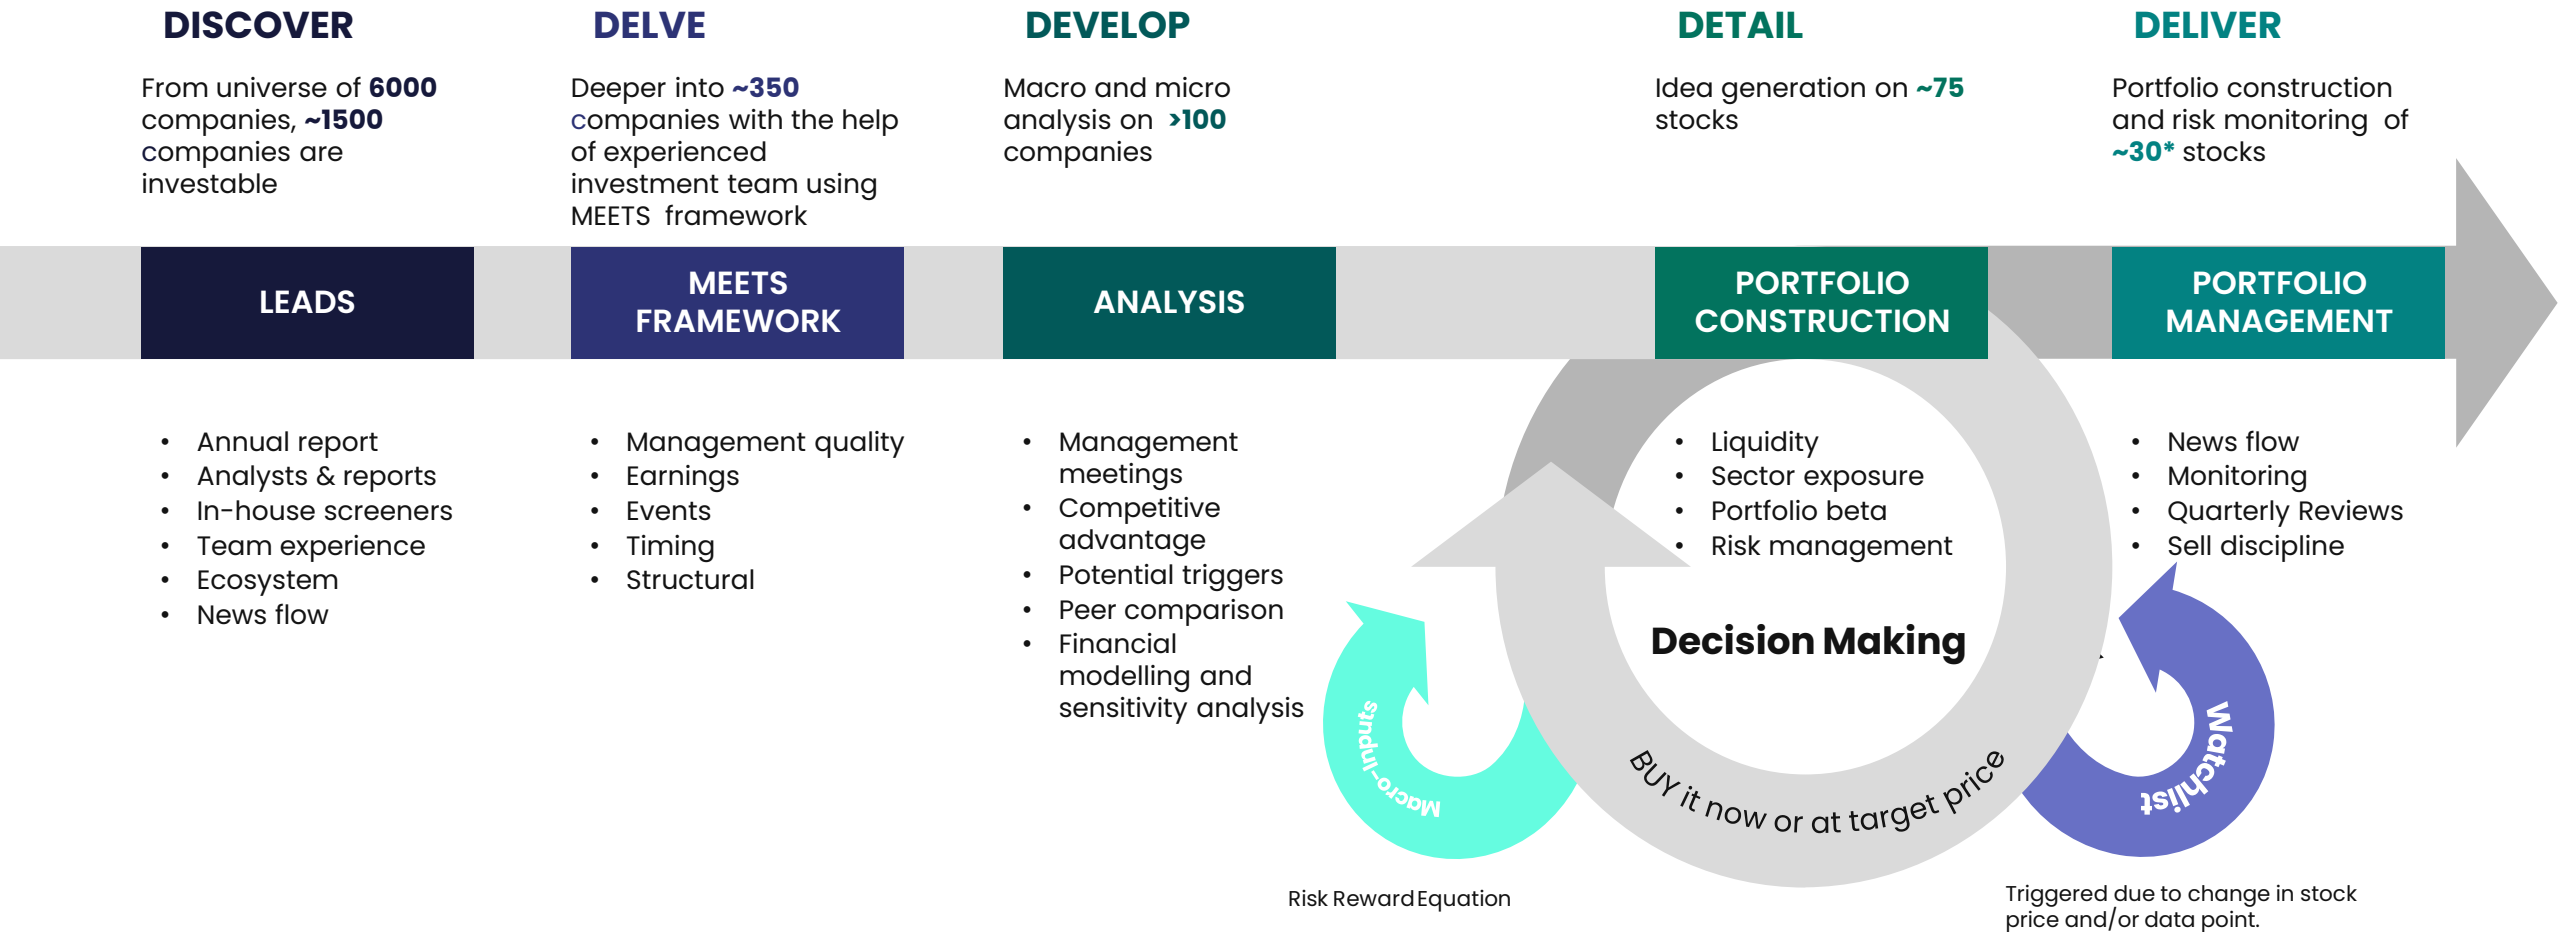 DISCOVER
From universe of 6000
companies, ~1500
companies are
investable
LEADS
• Annual report
• Analysts & reports
• In-house screeners
• Team experience
• Ecosystem
• News flow
DELVE
Deeper into ~350
companies with the help
of experienced
investment team using
MEETS framework
MEETS
FRAMEWORK
• Management quality
• Earnings
• Events
• Timing
• Structural
DEVELOP
Macro and micro
analysis on >100
companies
ANALYSIS
• Management
meetings
• Competitive
advantage
• Potential triggers
• Peer comparison
• Financial
modelling and
sensitivity analysis
DETAIL
Idea generation on ~75
stocks
PORTFOLIO
CONSTRUCTION
• Liquidity
• Sector exposure
• Portfolio beta
• Risk management
Decision Making
BUY it now or at target price
Macro-Inputs
Risk Reward Equation
DELIVER
Portfolio construction
and risk monitoring of
~30* stocks
PORTFOLIO
MANAGEMENT
• News flow
• Monitoring
• Quarterly Reviews
• Sell discipline
Watchlist
Triggered due to change in stock
price and/or data point.